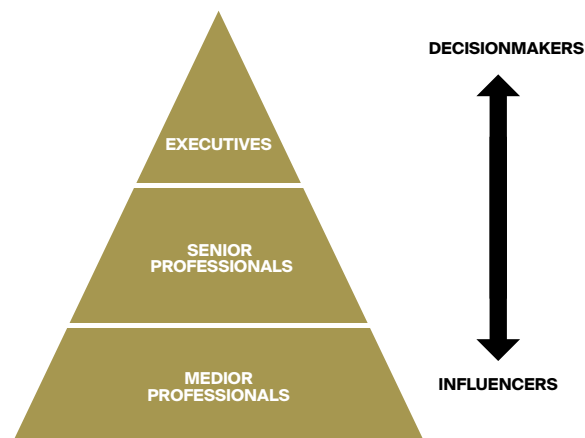 DECISIONMAKERS
EXECUTIVES
SENIOR
PROFESSIONALS
MEDIOR
PROFESSIONALS
INFLUENCERS